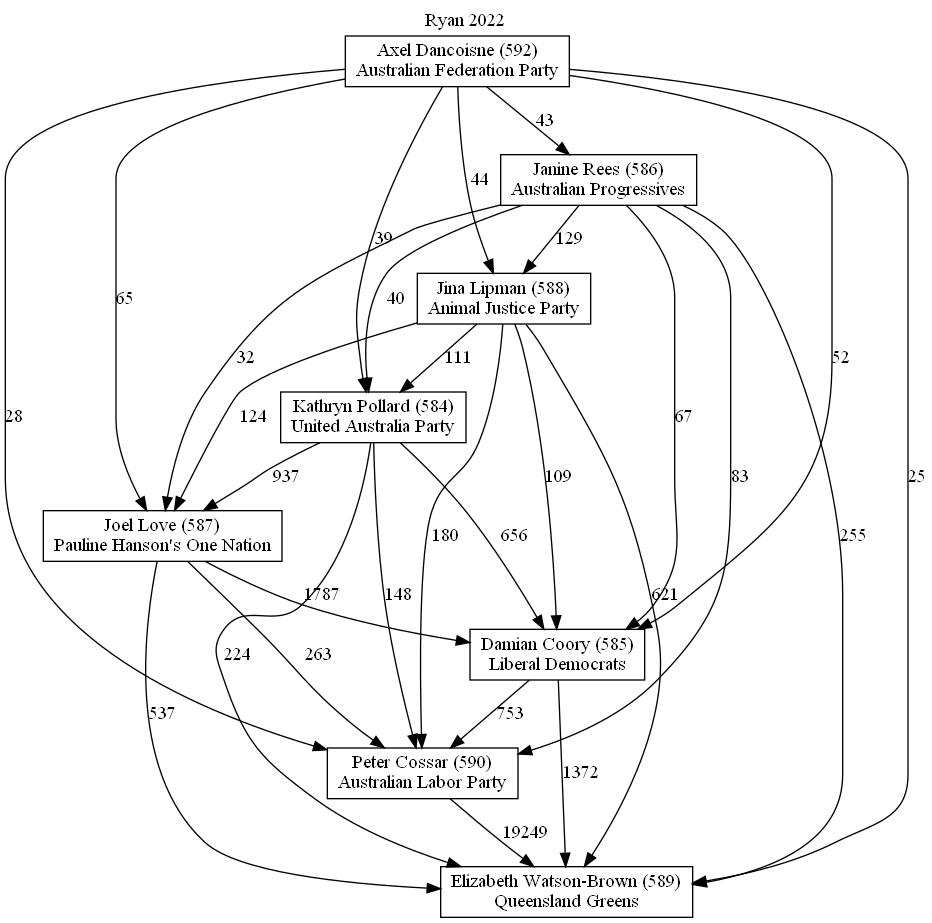 Ryan 2022
Axel Dancoisne (592)
Australian Federation Party
43
Janine Rees (586)
Australian Progressives
44
39
129
Jina Lipman (588)
Animal Justice Party
65
40
32
111
52
Kathryn Pollard (584)
United Australia Party
28
124
67
937
109
83
25
Joel Love (587)
Pauline Hanson's One Nation
180
656
255
1787
148
621
Damian Coory (585)
Liberal Democrats
224
263
537
753
Peter Cossar (590)
Australian Labor Party
1372
19249
Elizabeth Watson-Brown (589)
Queensland Greens